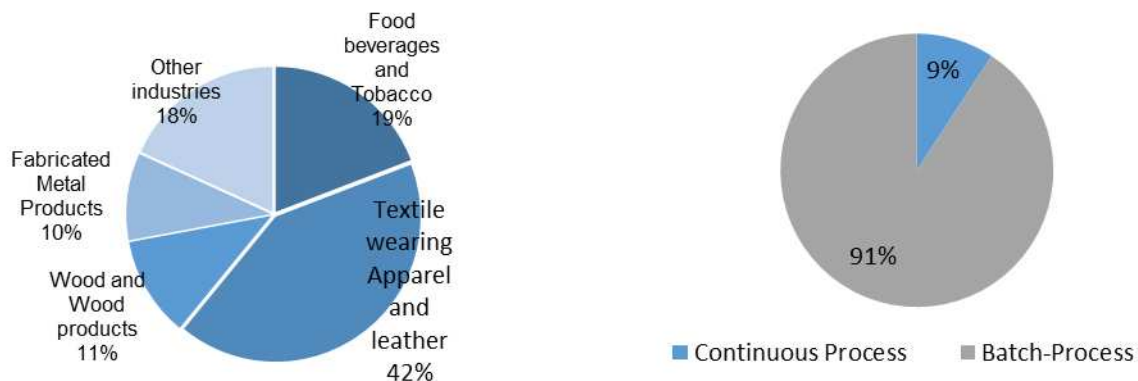 Food
beverages
and
Tobacco
19%
Other
industries
18%
Fabricated
Metal
Products
10%
Wood and
Wood
products
11%
Textile
wearing
Apparel
and
leather
42%
9%
91%
Continuous Process
Batch-Process